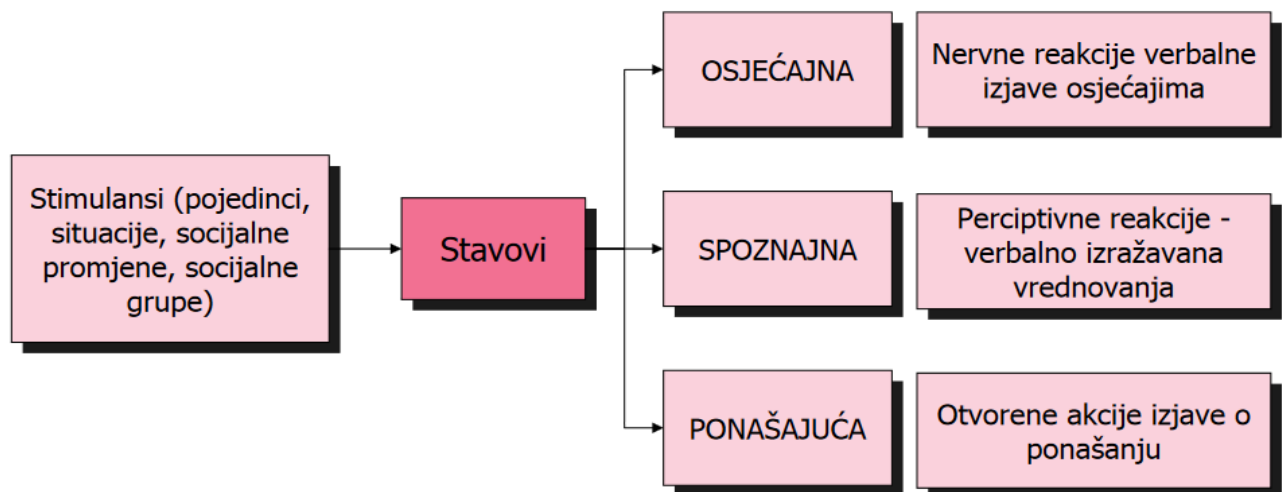 Stimulansi (pojedinci,
situacije, socijalne
promjene, socijalne
grupe)
Stavovi
OSJEĆAJNA
Nervne reakcije verbalne
izjave osjećajima
SPOZNAJNA
Perciptivne reakcije -
verbalno izražavana
vrednovanja
PONAŠAJUĆA
Otvorene akcije izjave o
ponašanju